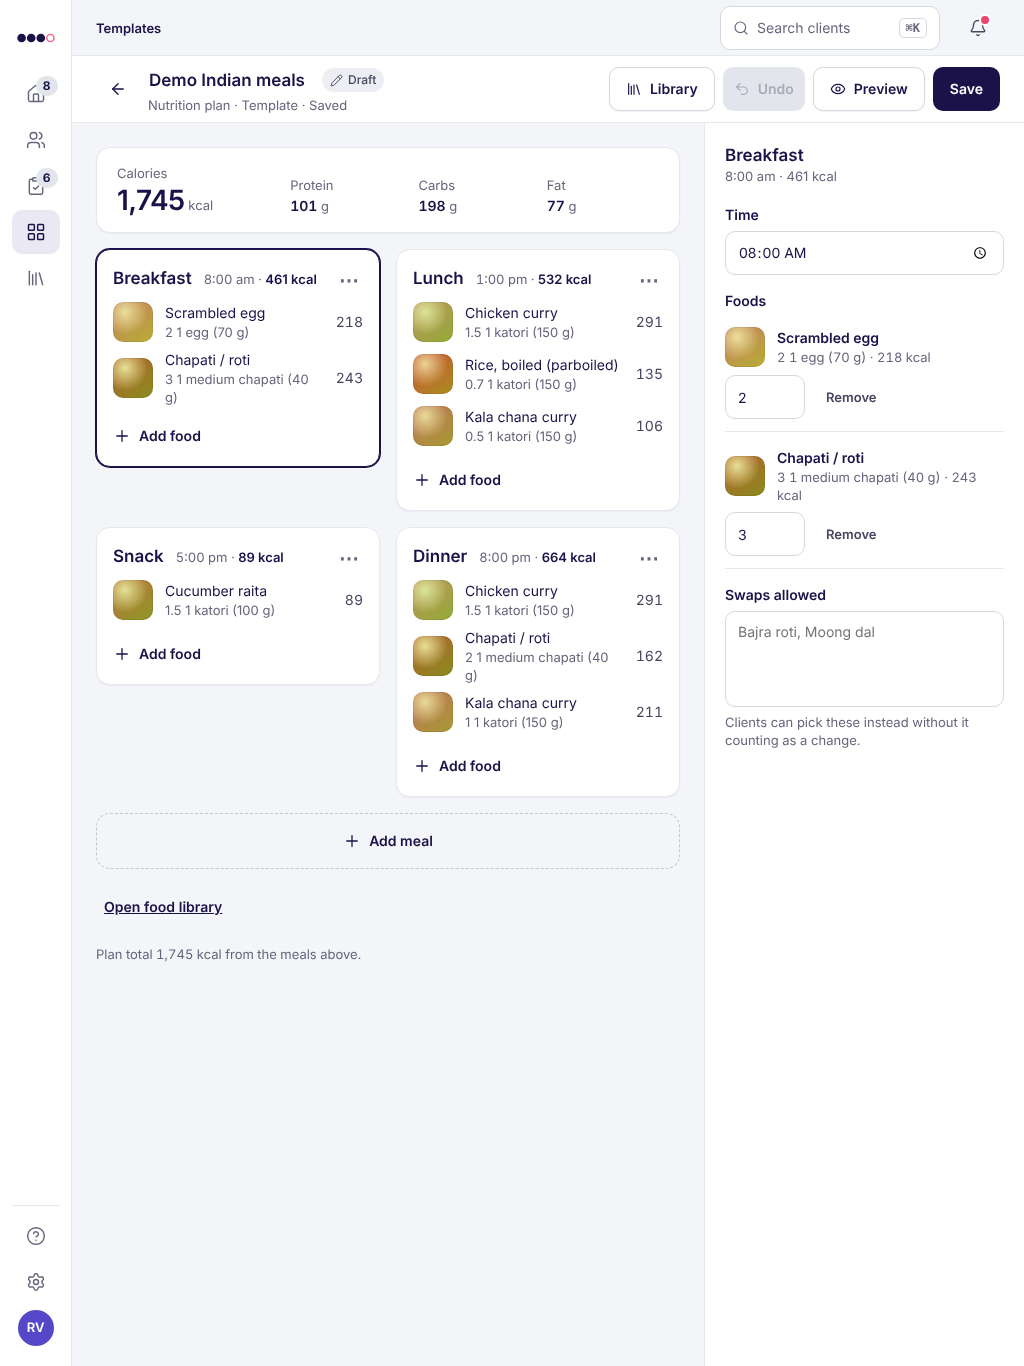 Templates
Search clients
⌘K
8
6
Demo Indian meals
Draft
Nutrition plan · Template · Saved
Library
Undo
Preview
Save
Calories
1,745 kcal
Protein
101 g
Carbs
198 g
Fat
77 g
Breakfast 8:00 am · 461 kcal
Scrambled egg
2 1 egg (70 g)
218
Chapati / roti
3 1 medium chapati (40
g)
243
Add food
Lunch 1:00 pm · 532 kcal
Chicken curry
1.5 1 katori (150 g)
291
Rice, boiled (parboiled)
0.7 1 katori (150 g)
135
Kala chana curry
0.5 1 katori (150 g)
106
Add food
Snack 5:00 pm · 89 kcal
Cucumber raita
1.5 1 katori (100 g)
89
Add food
Dinner 8:00 pm · 664 kcal
Chicken curry
1.5 1 katori (150 g)
291
Chapati / roti
2 1 medium chapati (40
g)
162
Kala chana curry
1 1 katori (150 g)
211
Add food
Add meal
Open food library
Plan total 1,745 kcal from the meals above.
Breakfast
8:00 am · 461 kcal
Time
08:00 AM
Foods
Scrambled egg
2 1 egg (70 g) · 218 kcal
2
Remove
Chapati / roti
3 1 medium chapati (40 g) · 243
kcal
3
Remove
Swaps allowed
Bajra roti, Moong dal
Clients can pick these instead without it
counting as a change.
RV